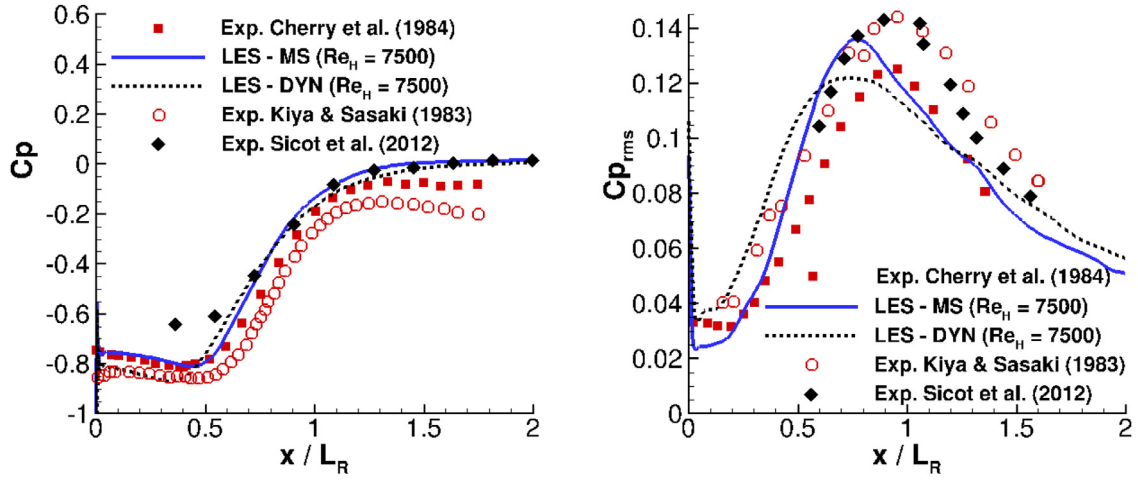 Cp
0.6
0.4
0.2
0
-0.2
-0.4
-0.6
-0.8
-1
0
0.5
1
1.5
2
x / L_R
Exp. Cherry et al. (1984)
LES - MS (Re_H = 7500)
LES - DYN (Re_H = 7500)
Exp. Kiya & Sasaki (1983)
Exp. Sicot et al. (2012)
Cp_rms
0.14
0.12
0.1
0.08
0.06
0.04
0.02
0
0
0.5
1
1.5
2
x / L_R
Exp. Cherry et al. (1984)
LES - MS (Re_H = 7500)
LES - DYN (Re_H = 7500)
Exp. Kiya & Sasaki (1983)
Exp. Sicot et al. (2012)